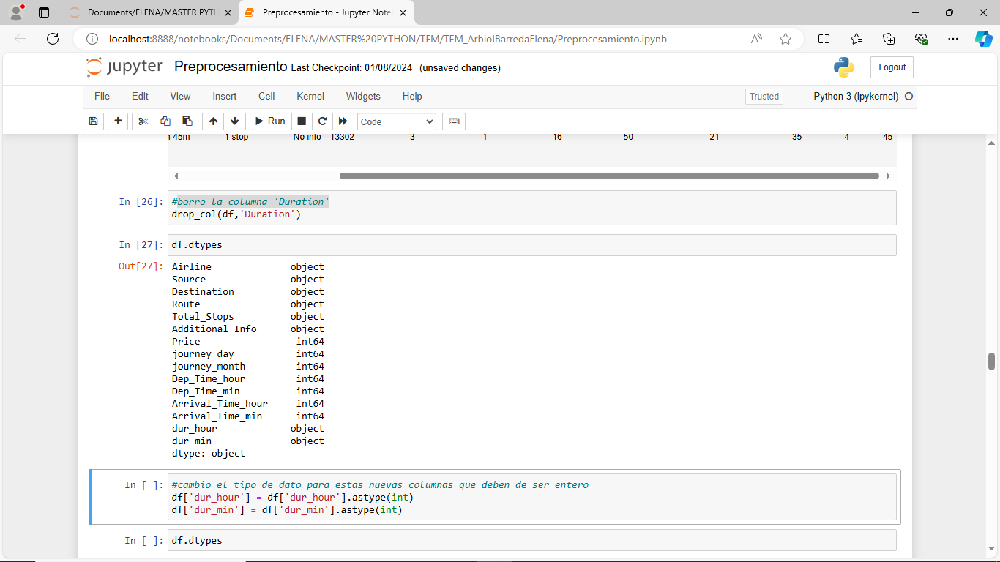 Documents/ELENA/MASTER PYTH
Preprocesamiento - Jupyter Note
localhost:8888/notebooks/Documents/ELENA/MASTER%20PYTHON/TFM/TFM_ArbiolBarredaElena/Preprocesamiento.ipynb
jupyter Preprocesamiento Last Checkpoint: 01/08/2024 (unsaved changes)
Logout
File Edit View Insert Cell Kernel Widgets Help
Trusted
Python 3 (ipykernel)
Run
Code
45m 1 stop No info 13302 3 1 16 50 21 35 4 45
In [26]: #borro la columna 'Duration'
drop_col(df,'Duration')
In [27]: df.dtypes
Out[27]: Airline object
Source object
Destination object
Route object
Total_Stops object
Additional_Info object
Price int64
journey_day int64
journey_month int64
Dep_Time_hour int64
Dep_Time_min int64
Arrival_Time_hour int64
Arrival_Time_min int64
dur_hour object
dur_min object
dtype: object
In [ ]: #cambio el tipo de dato para estas nuevas columnas que deben de ser entero
df['dur_hour'] = df['dur_hour'].astype(int)
df['dur_min'] = df['dur_min'].astype(int)
In [ ]: df.dtypes